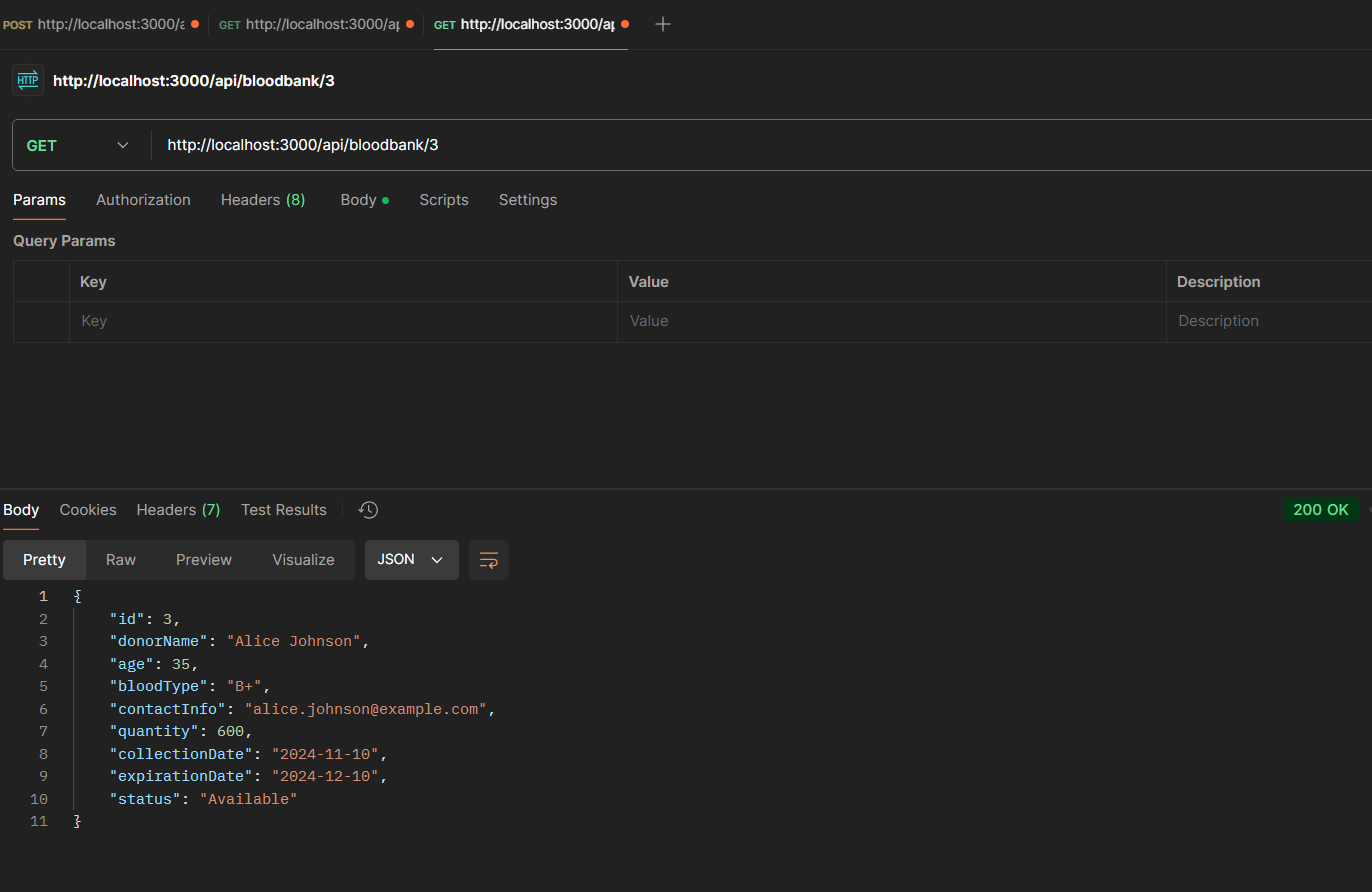 POST http://localhost:3000/a GET http://localhost:3000/ap GET http://localhost:3000/ap
HTTP http://localhost:3000/api/bloodbank/3
GET http://localhost:3000/api/bloodbank/3
Params Authorization Headers (8) Body Scripts Settings
Query Params
Key Value Description
Key Value Description
Body Cookies Headers (7) Test Results 200 OK
Pretty Raw Preview Visualize JSON
1 {
2 "id": 3,
3 "donorName": "Alice Johnson",
4 "age": 35,
5 "bloodType": "B+",
6 "contactInfo": "alice.johnson@example.com",
7 "quantity": 600,
8 "collectionDate": "2024-11-10",
9 "expirationDate": "2024-12-10",
10 "status": "Available"
11 }